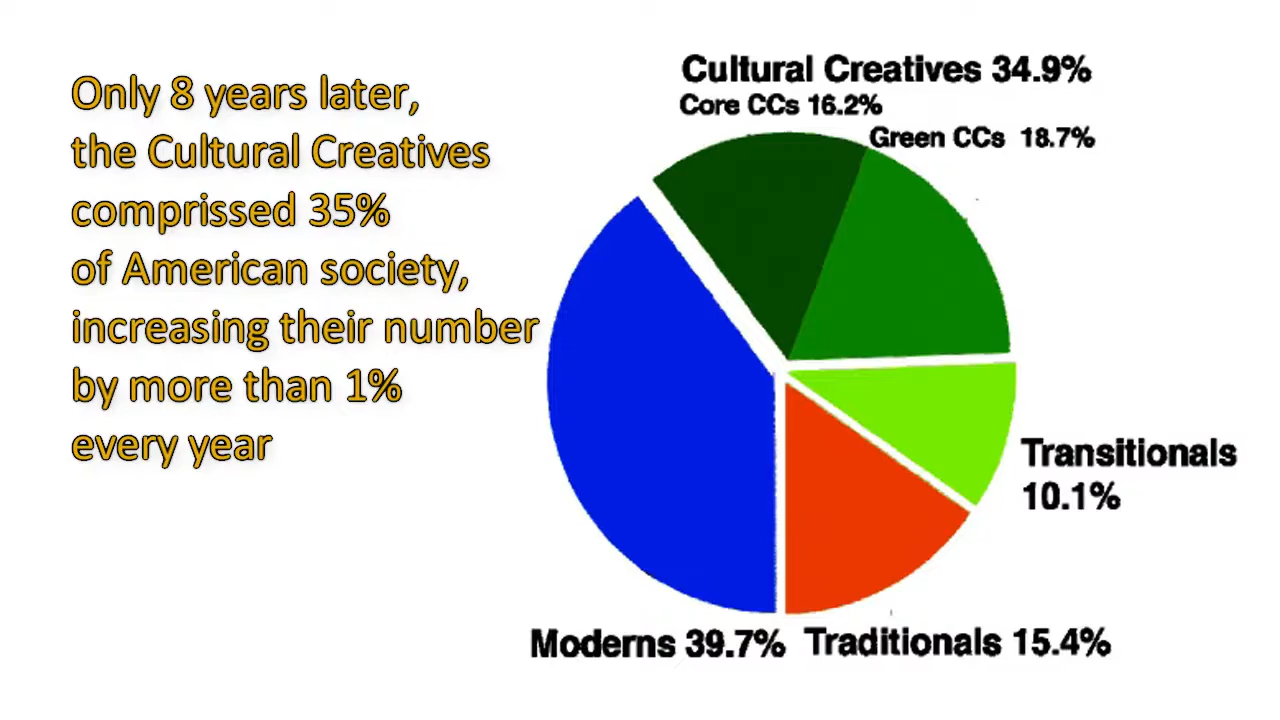 Only 8 years later,
the Cultural Creatives
comprissed 35%
of American society,
increasing their number
by more than 1%
every year
Cultural Creatives 34.9%
Core CCs 16.2%
Green CCs 18.7%
Transitionals
10.1%
Moderns 39.7%
Traditionals 15.4%